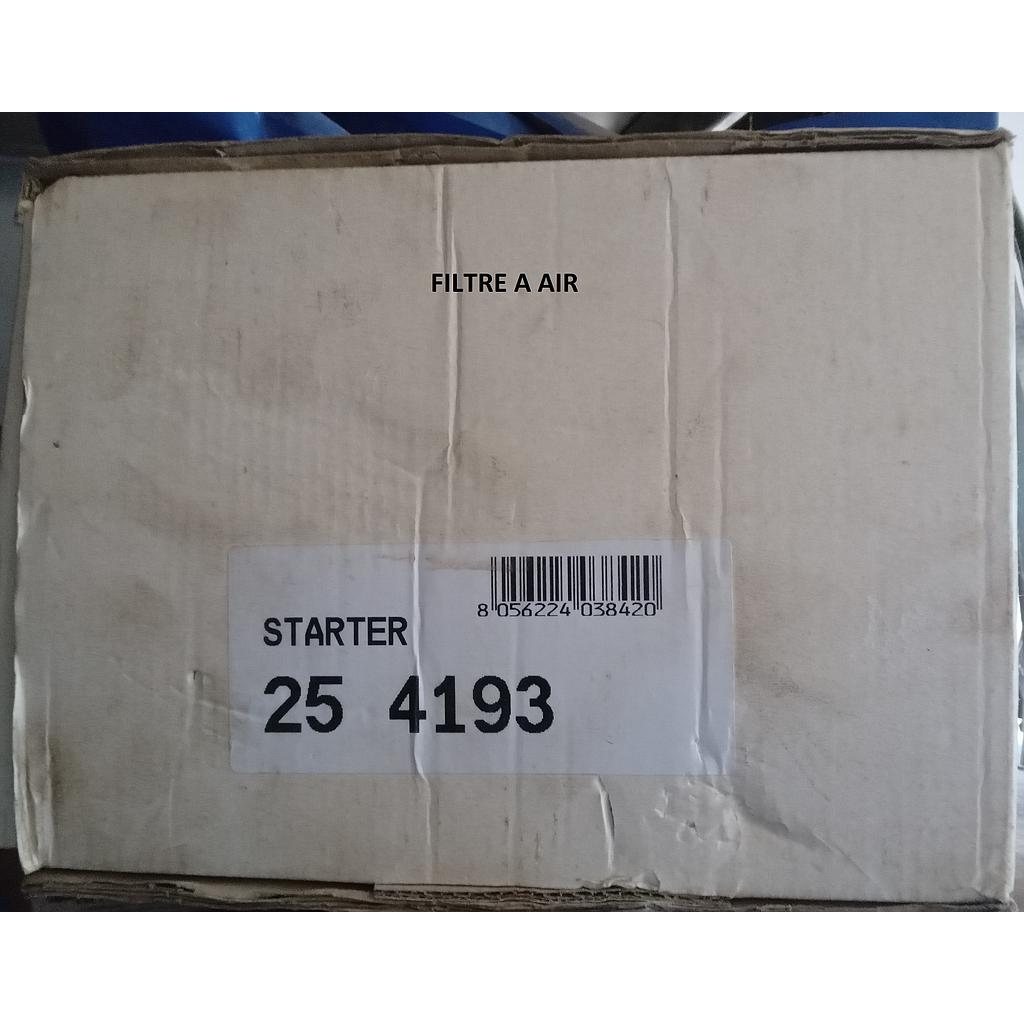 FILTRE A AIR
8 056224 038420
STARTER
25 4193